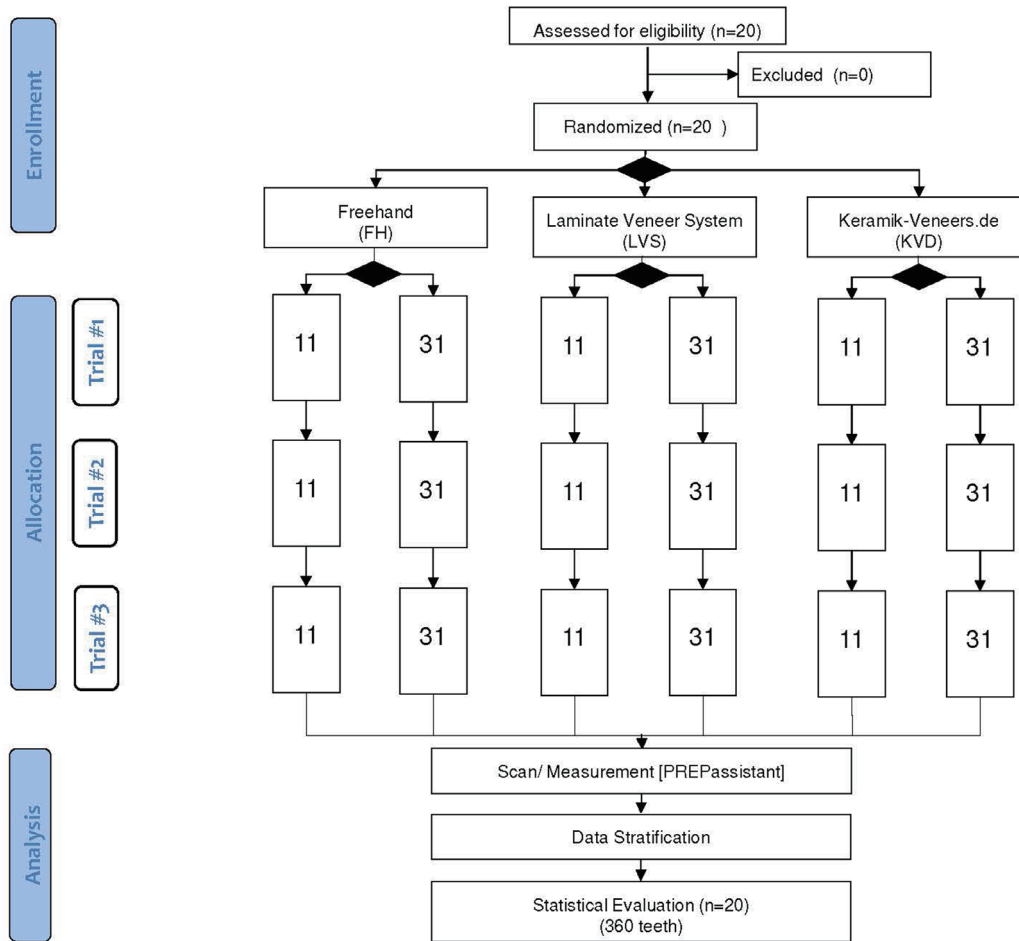 Enrollment
Assessed for eligibility (n=20)
Excluded (n=0)
Randomized (n=20 )
Freehand
(FH)
Laminate Veneer System
(LVS)
Keramik-Veneers.de
(KVD)
Allocation
Trial #1
11
31
11
31
11
31
Trial #2
11
31
11
31
11
31
Trial #3
11
31
11
31
11
31
Analysis
Scan/ Measurement [PREPassistant]
Data Stratification
Statistical Evaluation (n=20)
(360 teeth)